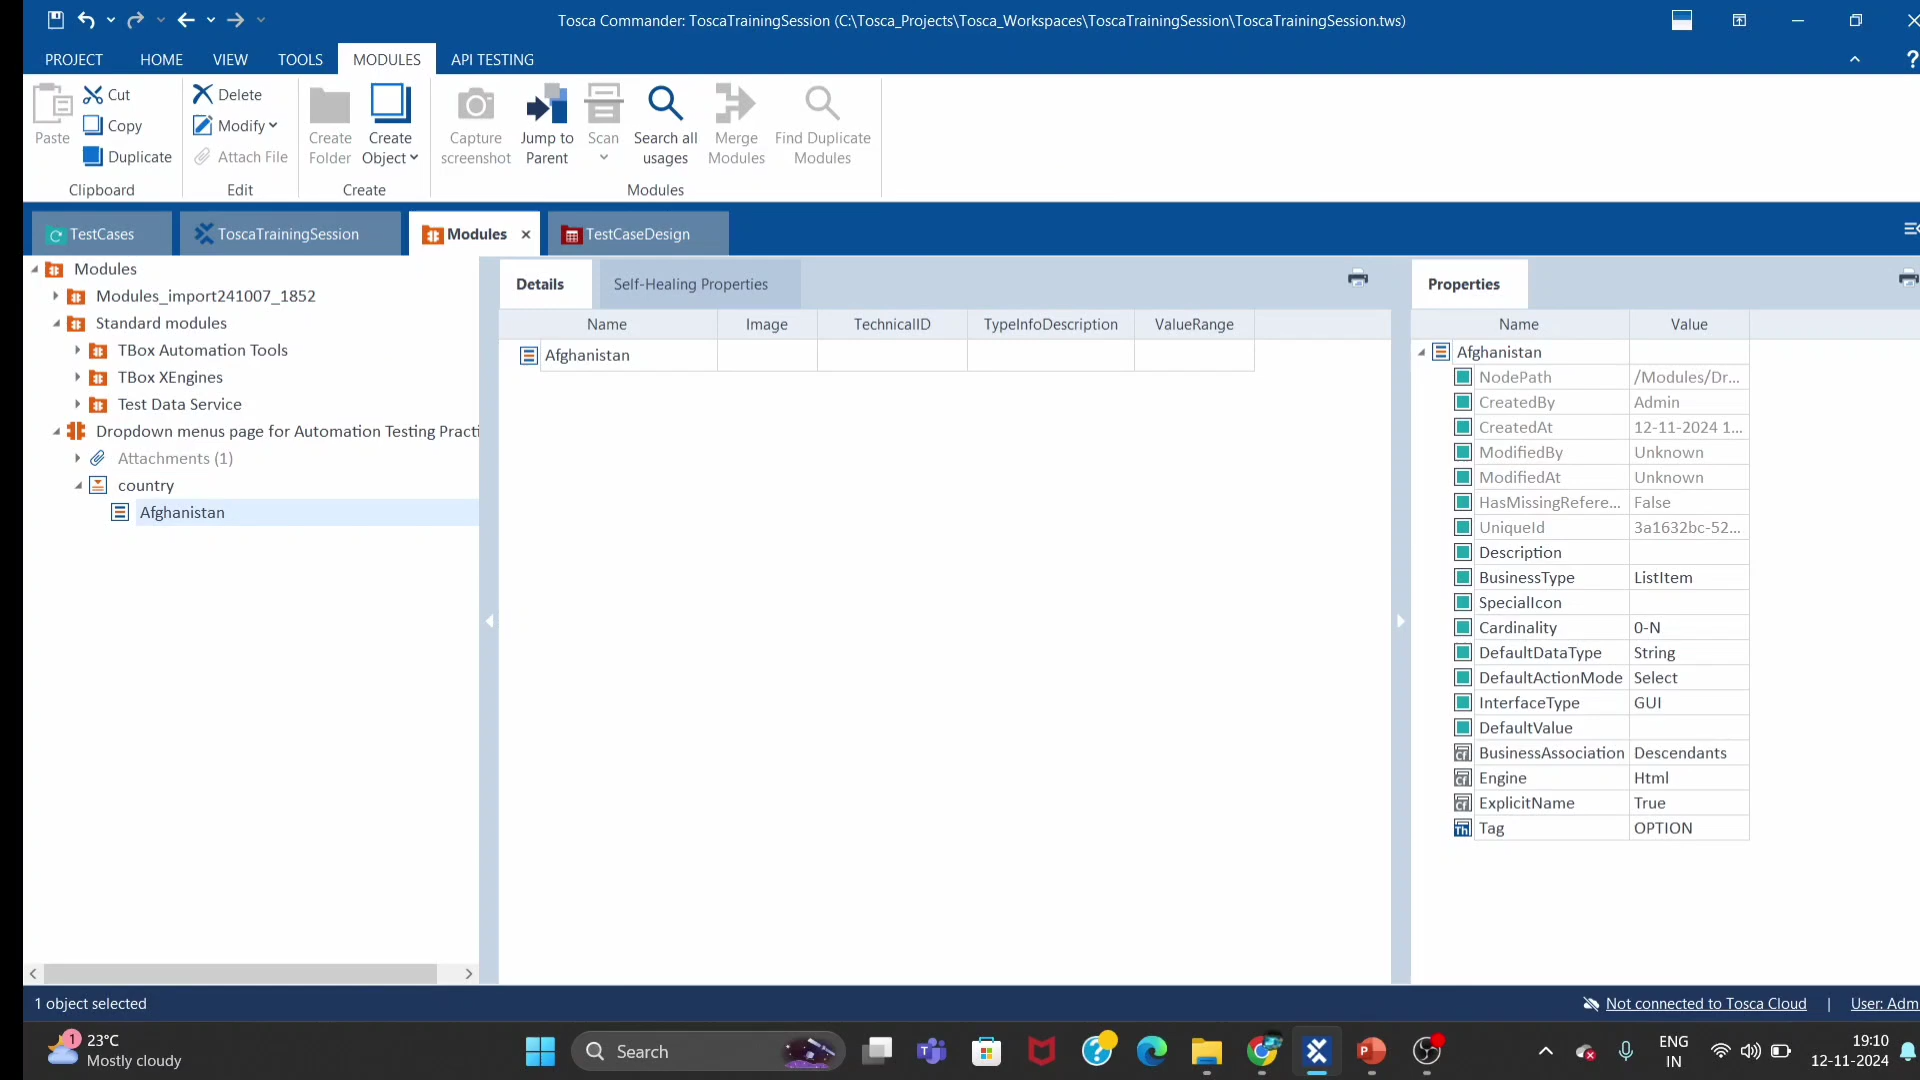 Tosca Commander: ToscaTrainingSession (C:\Tosca_Projects\Tosca_Workspaces\ToscaTrainingSession\ToscaTrainingSession.tws)
PROJECT HOME VIEW TOOLS MODULES API TESTING
Paste
Cut
Copy
Duplicate
Clipboard
Delete
Modify
Attach File
Edit
Create Folder
Create Object
Create
Capture screenshot
Jump to Parent
Scan
Search all usages
Merge Modules
Find Duplicate Modules
Modules
TestCases ToscaTrainingSession Modules TestCaseDesign
Modules
Modules_import241007_1852
Standard modules
TBox Automation Tools
TBox XEngines
Test Data Service
Dropdown menus page for Automation Testing Practi
Attachments (1)
country
Afghanistan
Details Self-Healing Properties
Name Image TechnicalID TypeInfoDescription ValueRange
Afghanistan
Properties
Name Value
Afghanistan
NodePath /Modules/Dr...
CreatedBy Admin
CreatedAt 12-11-2024 1...
ModifiedBy Unknown
ModifiedAt Unknown
HasMissingRefere... False
UniqueId 3a1632bc-52...
Description
BusinessType ListItem
SpecialIcon
Cardinality 0-N
DefaultDataType String
DefaultActionMode Select
InterfaceType GUI
DefaultValue
BusinessAssociation Descendants
Engine Html
ExplicitName True
Tag OPTION
1 object selected
Not connected to Tosca Cloud | User: Adm
1
23°C
Mostly cloudy
Search
ENG
IN
19:10
12-11-2024